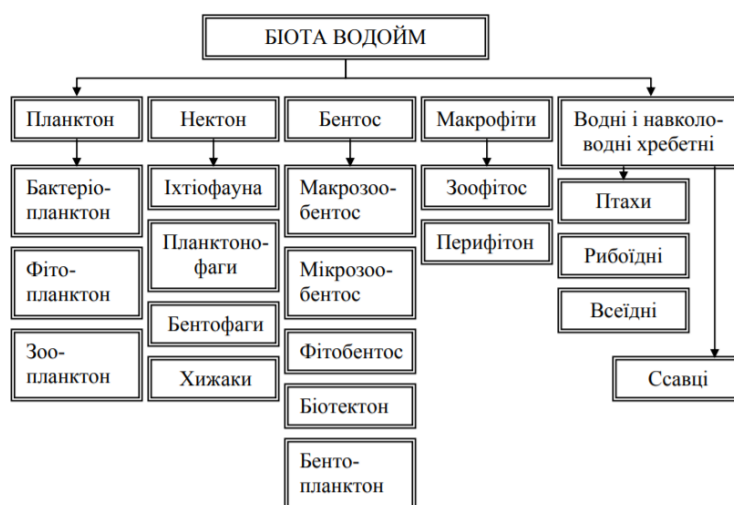 БІОТА ВОДОЙМ
Планктон
Бактеріо-
планктон
Фіто-
планктон
Зоо-
планктон
Нектон
Іхтіофауна
Планктоно-
фаги
Бентофаги
Хижаки
Бентос
Макрозоо-
бентос
Мікрозоо-
бентос
Фітобентос
Біотектон
Бенто-
планктон
Макрофіти
Зоофітос
Перифітон
Водні і навколо-
водні хребетні
Птахи
Рибоїдні
Всеїдні
Ссавці